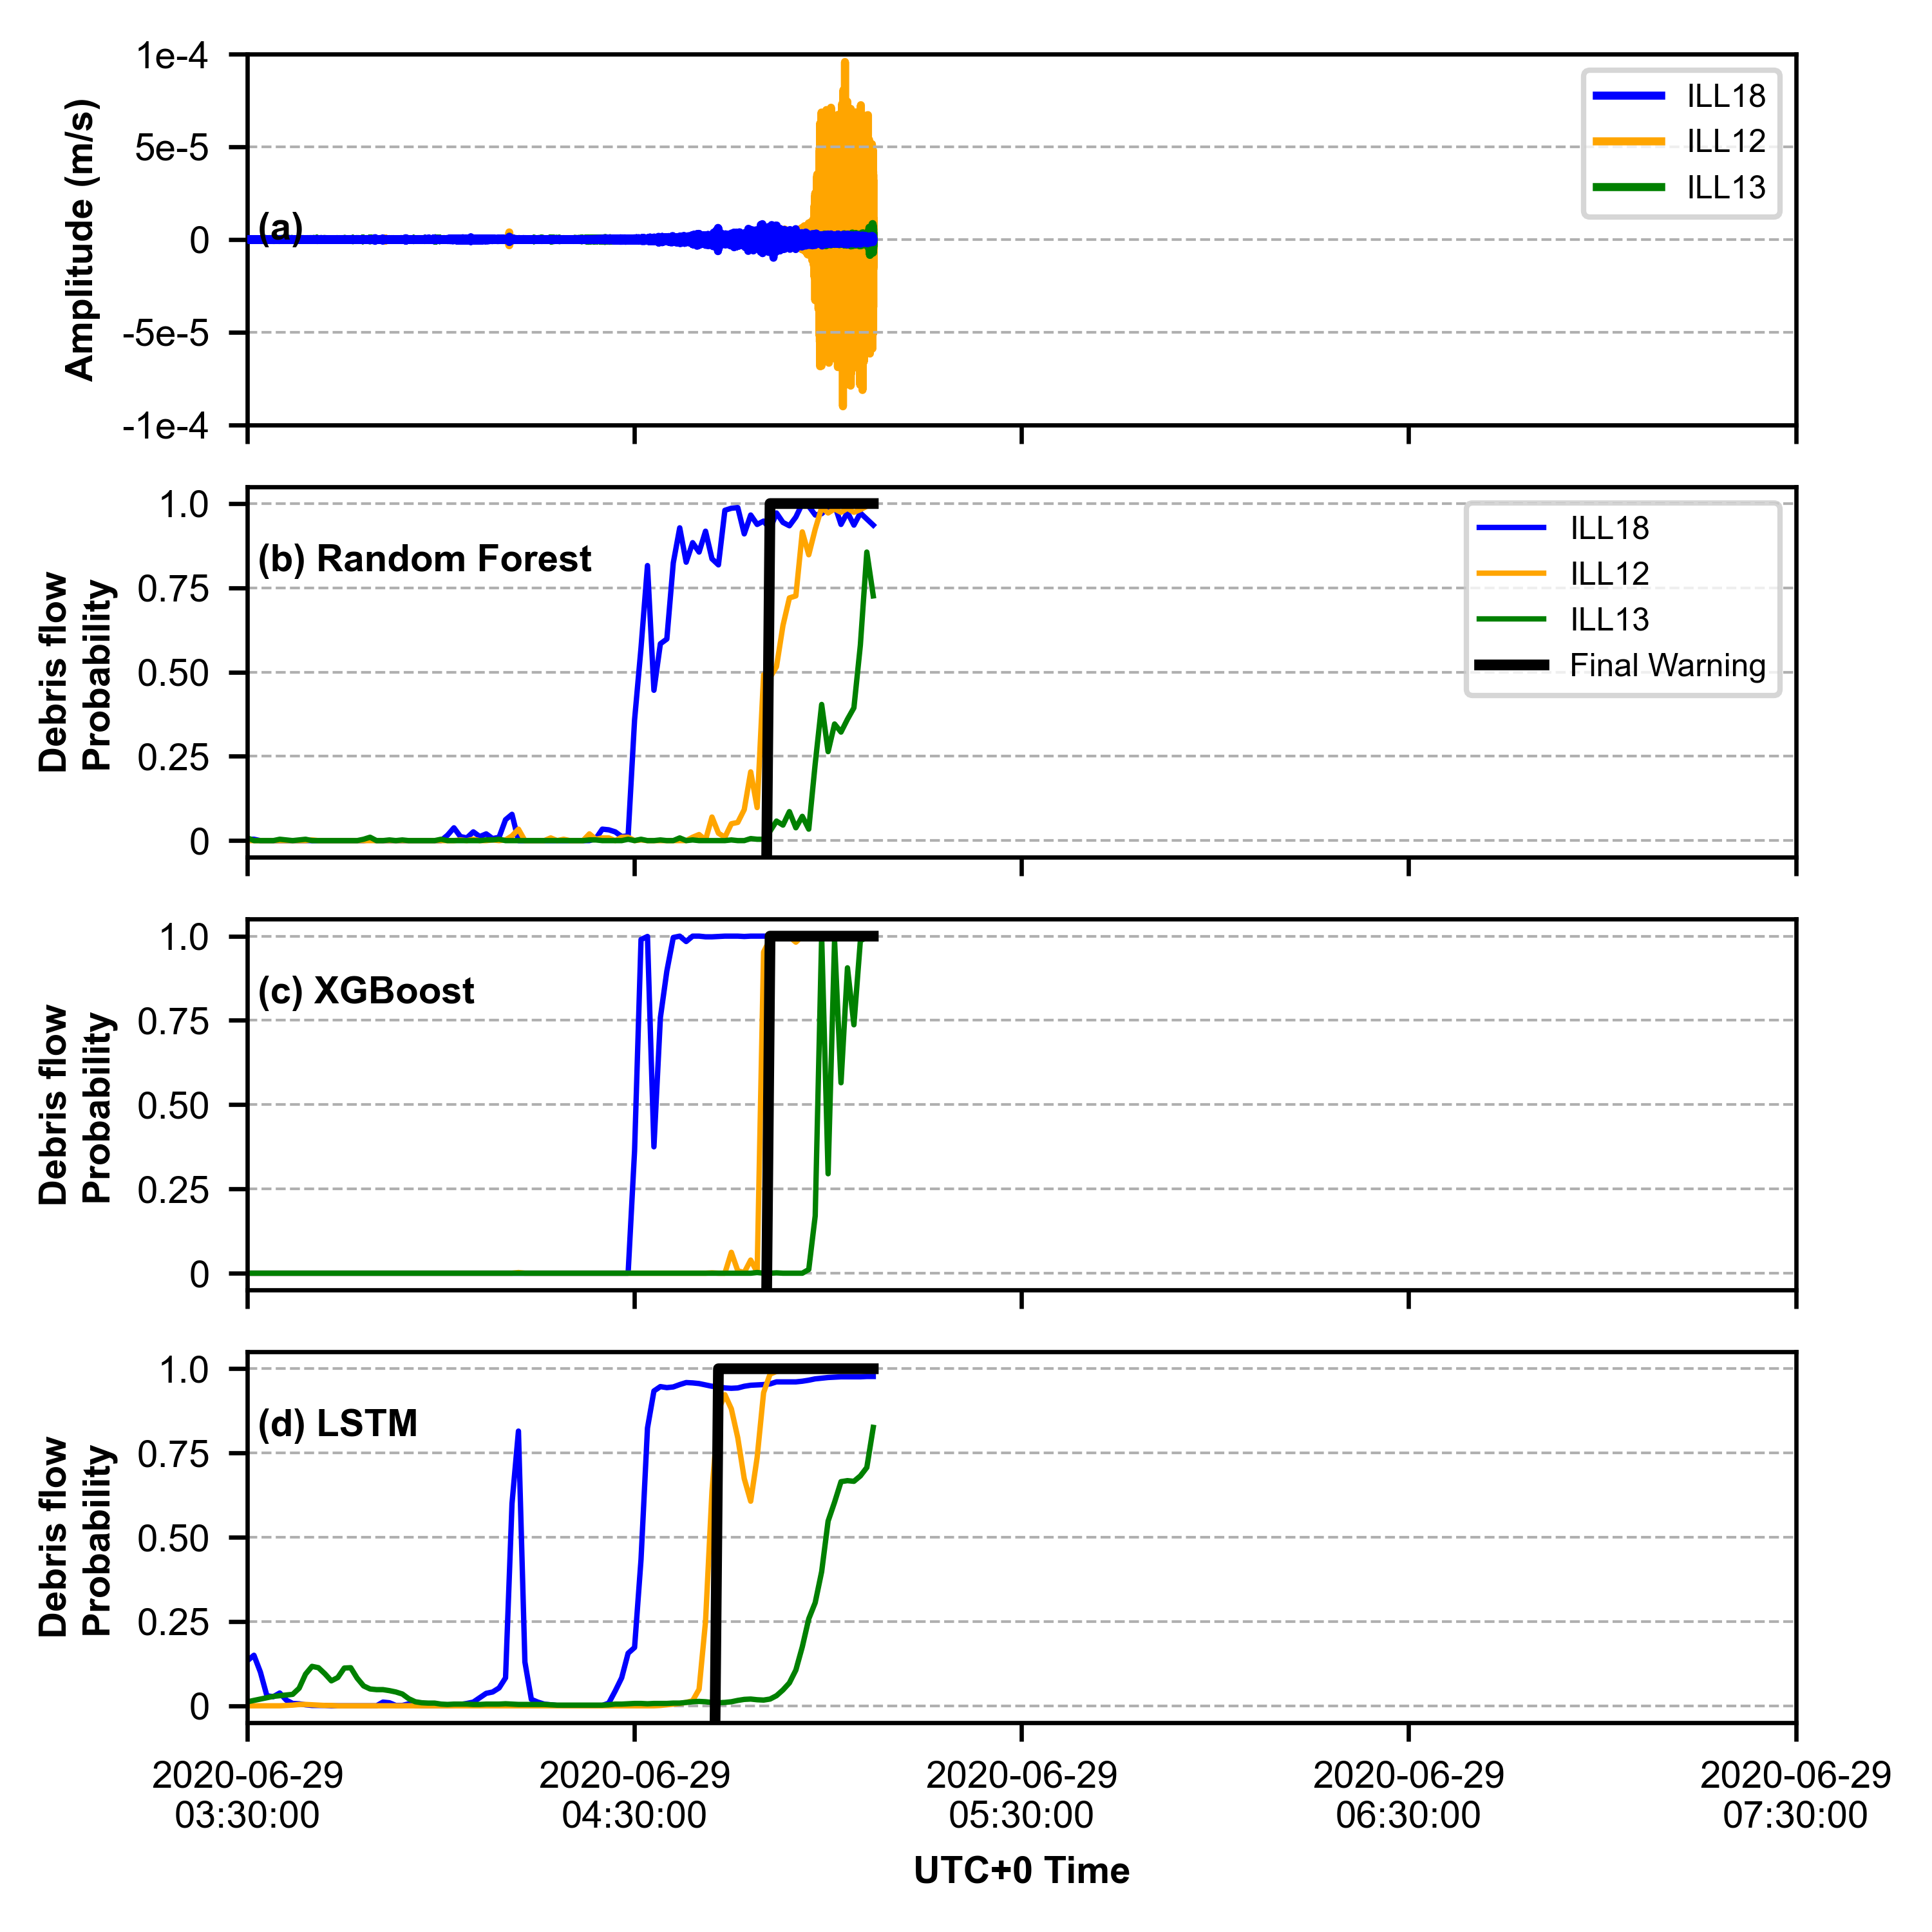 1e-4
5e-5
0
-5e-5
-1e-4
Amplitude (m/s)
(a)
ILL18
ILL12
ILL13
1.0
0.75
0.50
0.25
0
Debris flow
Probability
(b) Random Forest
ILL18
ILL12
ILL13
Final Warning
1.0
0.75
0.50
0.25
0
Debris flow
Probability
(c) XGBoost
1.0
0.75
0.50
0.25
0
Debris flow
Probability
(d) LSTM
2020-06-29
03:30:00
2020-06-29
04:30:00
2020-06-29
05:30:00
2020-06-29
06:30:00
2020-06-29
07:30:00
UTC+0 Time